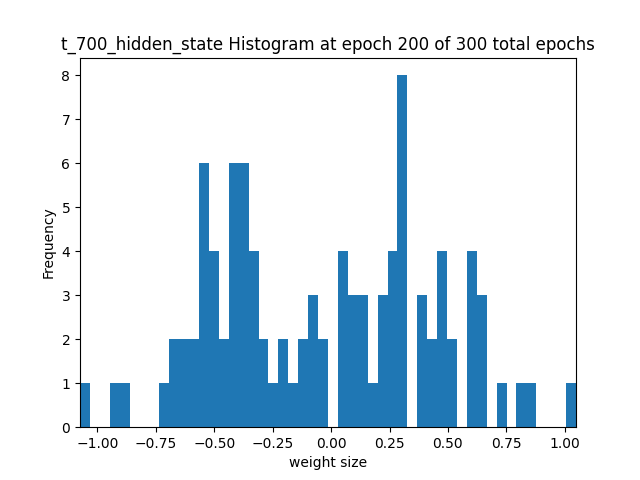 t_700_hidden_state Histogram at epoch 200 of 300 total epochs
8
7
6
5
4
3
2
1
0
Frequency
−1.00 −0.75 −0.50 −0.25 0.00 0.25 0.50 0.75 1.00
weight size